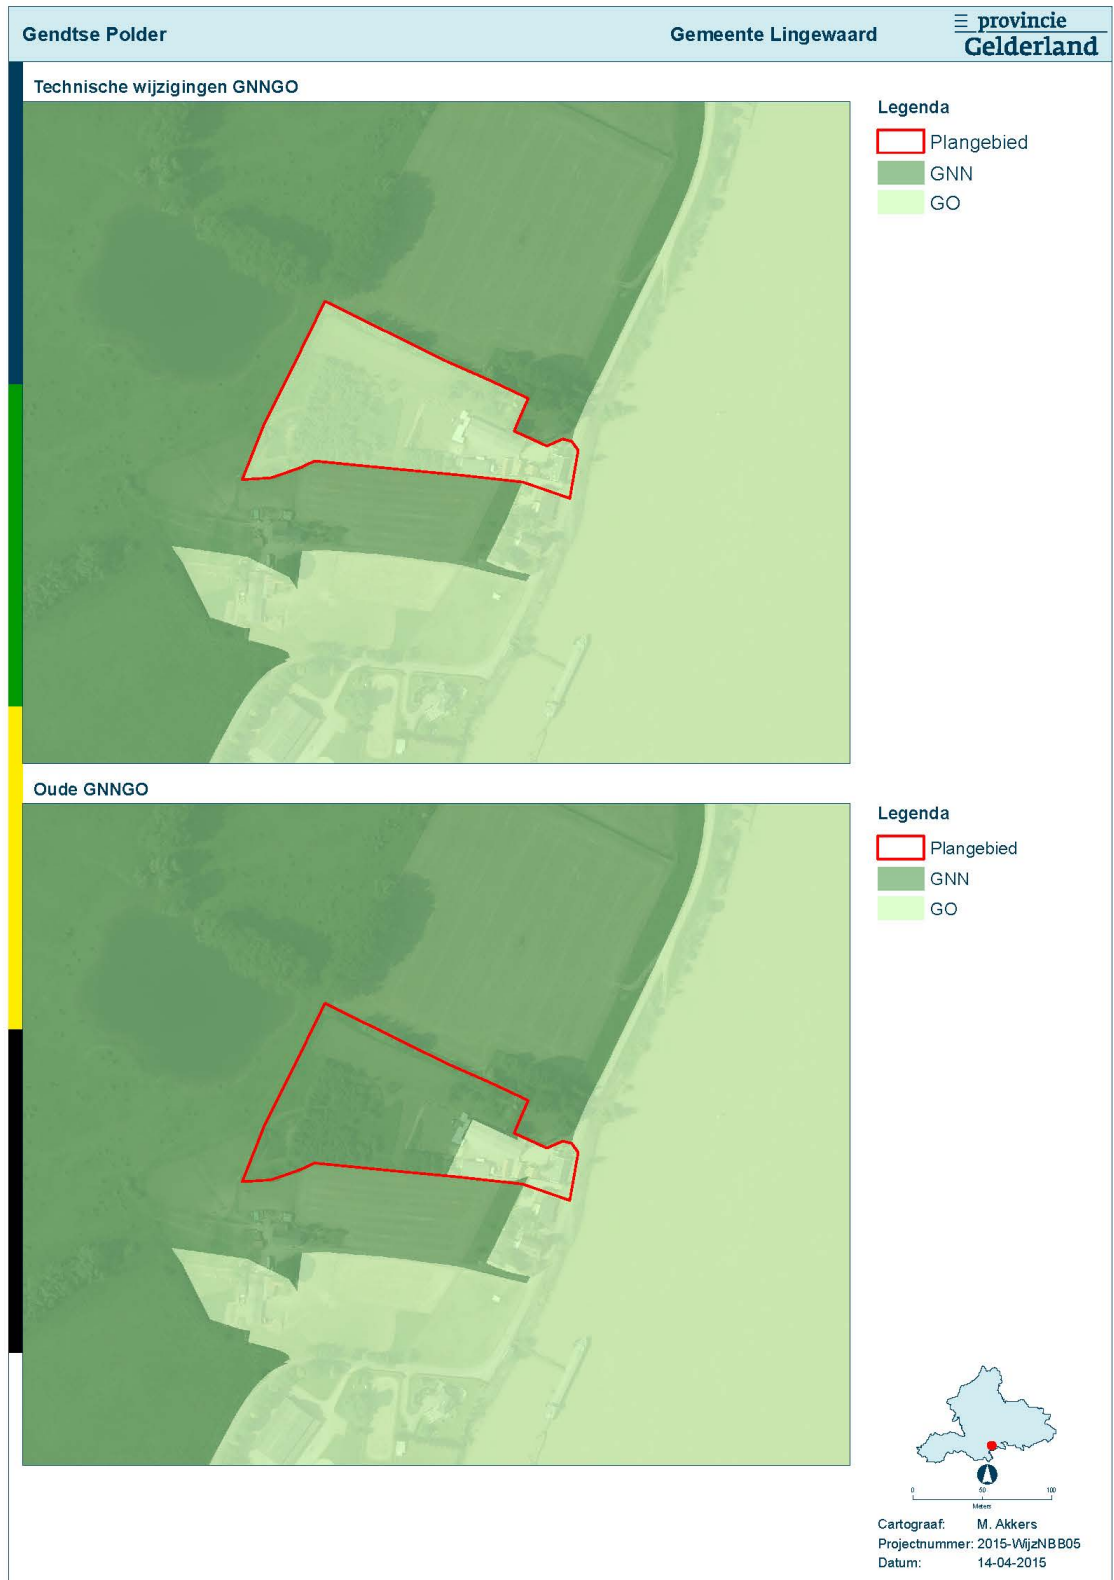 Gendtse Polder
Gemeente Lingewaard
provincie
Gelderland
Technische wijzigingen GNNGO
Legenda
Plangebied
GNN
GO
Oude GNNGO
Legenda
Plangebied
GNN
GO
0 50 100
Meters
Cartograaf: M. Akkers
Projectnummer: 2015-WijzNBB05
Datum: 14-04-2015